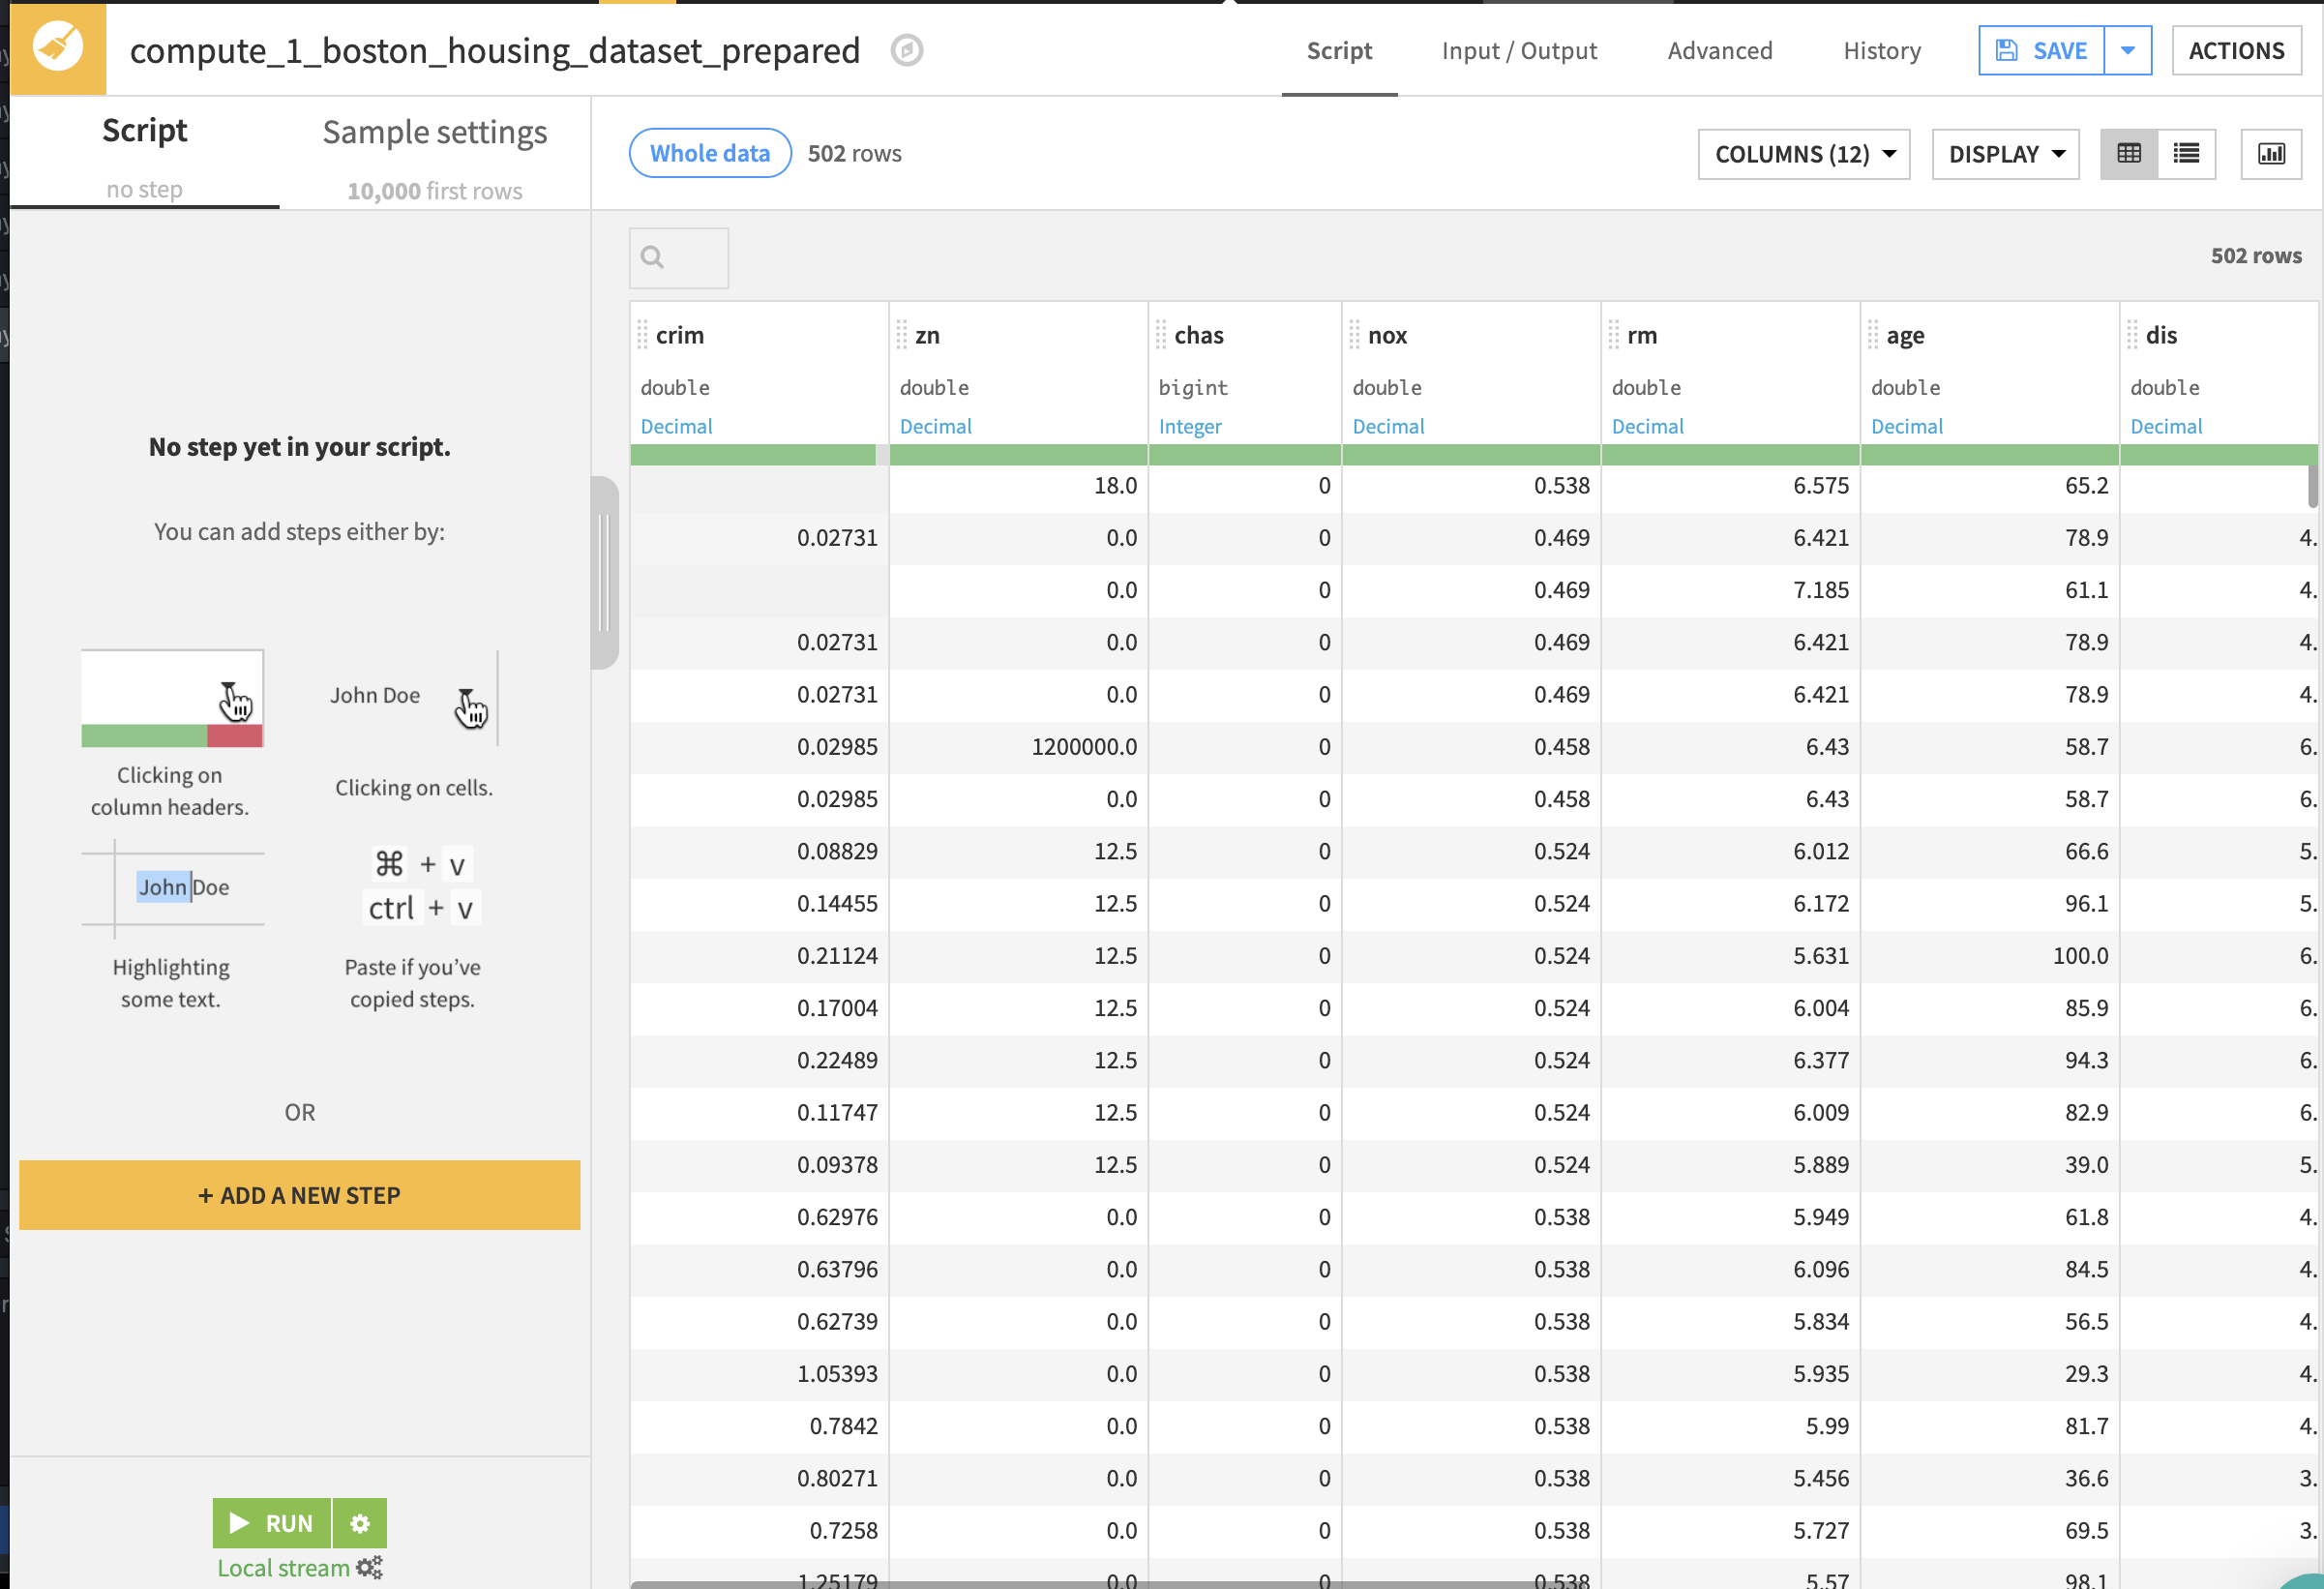 compute_1_boston_housing_dataset_prepared
Script
Input / Output
Advanced
History
SAVE
ACTIONS
Script
no step
Sample settings
10,000 first rows
Whole data
502 rows
COLUMNS (12)
DISPLAY
502 rows
No step yet in your script.
You can add steps either by:
Clicking on
column headers.
John Doe
Clicking on cells.
John Doe
Highlighting
some text.
⌘ + v
ctrl + v
Paste if you've
copied steps.
OR
+ ADD A NEW STEP
RUN
Local stream
crim zn chas nox rm age dis
double double bigint double double double double
Decimal Decimal Integer Decimal Decimal Decimal Decimal
18.0 0 0.538 6.575 65.2
0.02731 0.0 0 0.469 6.421 78.9 4.
0.0 0 0.469 7.185 61.1 4.
0.02731 0.0 0 0.469 6.421 78.9 4.
0.02731 0.0 0 0.469 6.421 78.9 4.
0.02985 1200000.0 0 0.458 6.43 58.7 6.
0.02985 0.0 0 0.458 6.43 58.7 6.
0.08829 12.5 0 0.524 6.012 66.6 5.
0.14455 12.5 0 0.524 6.172 96.1 5.
0.21124 12.5 0 0.524 5.631 100.0 6.
0.17004 12.5 0 0.524 6.004 85.9 6.
0.22489 12.5 0 0.524 6.377 94.3 6.
0.11747 12.5 0 0.524 6.009 82.9 6.
0.09378 12.5 0 0.524 5.889 39.0 5.
0.62976 0.0 0 0.538 5.949 61.8 4.
0.63796 0.0 0 0.538 6.096 84.5 4.
0.62739 0.0 0 0.538 5.834 56.5 4.
1.05393 0.0 0 0.538 5.935 29.3 4.
0.7842 0.0 0 0.538 5.99 81.7 4.
0.80271 0.0 0 0.538 5.456 36.6 3.
0.7258 0.0 0 0.538 5.727 69.5 3.
1.25179 0.0 0 0.538 5.57 98.1